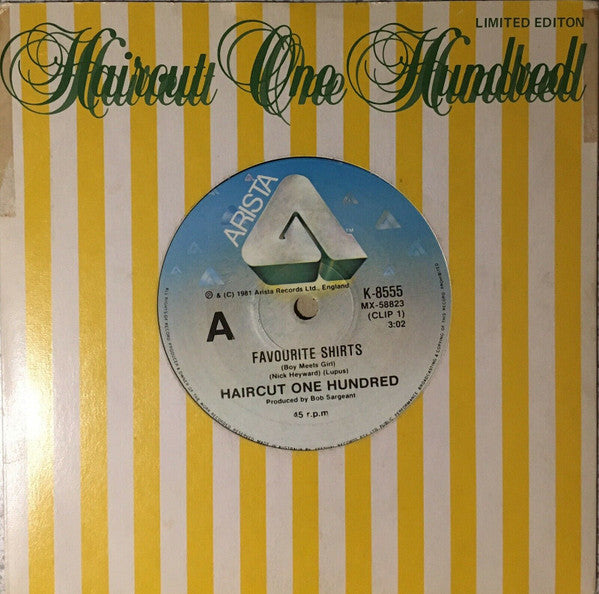 LIMITED EDITON
Haircut One Hundred
ARISTA
TM
℗ & (C) 1981 Arista Records Ltd., England
K-8555
MX-58823
(CLIP 1)
3:02
A
FAVOURITE SHIRTS
(Boy Meets Girl)
(Nick Heyward) (Lupus)
HAIRCUT ONE HUNDRED
Produced by Bob Sargeant
45 r.p.m